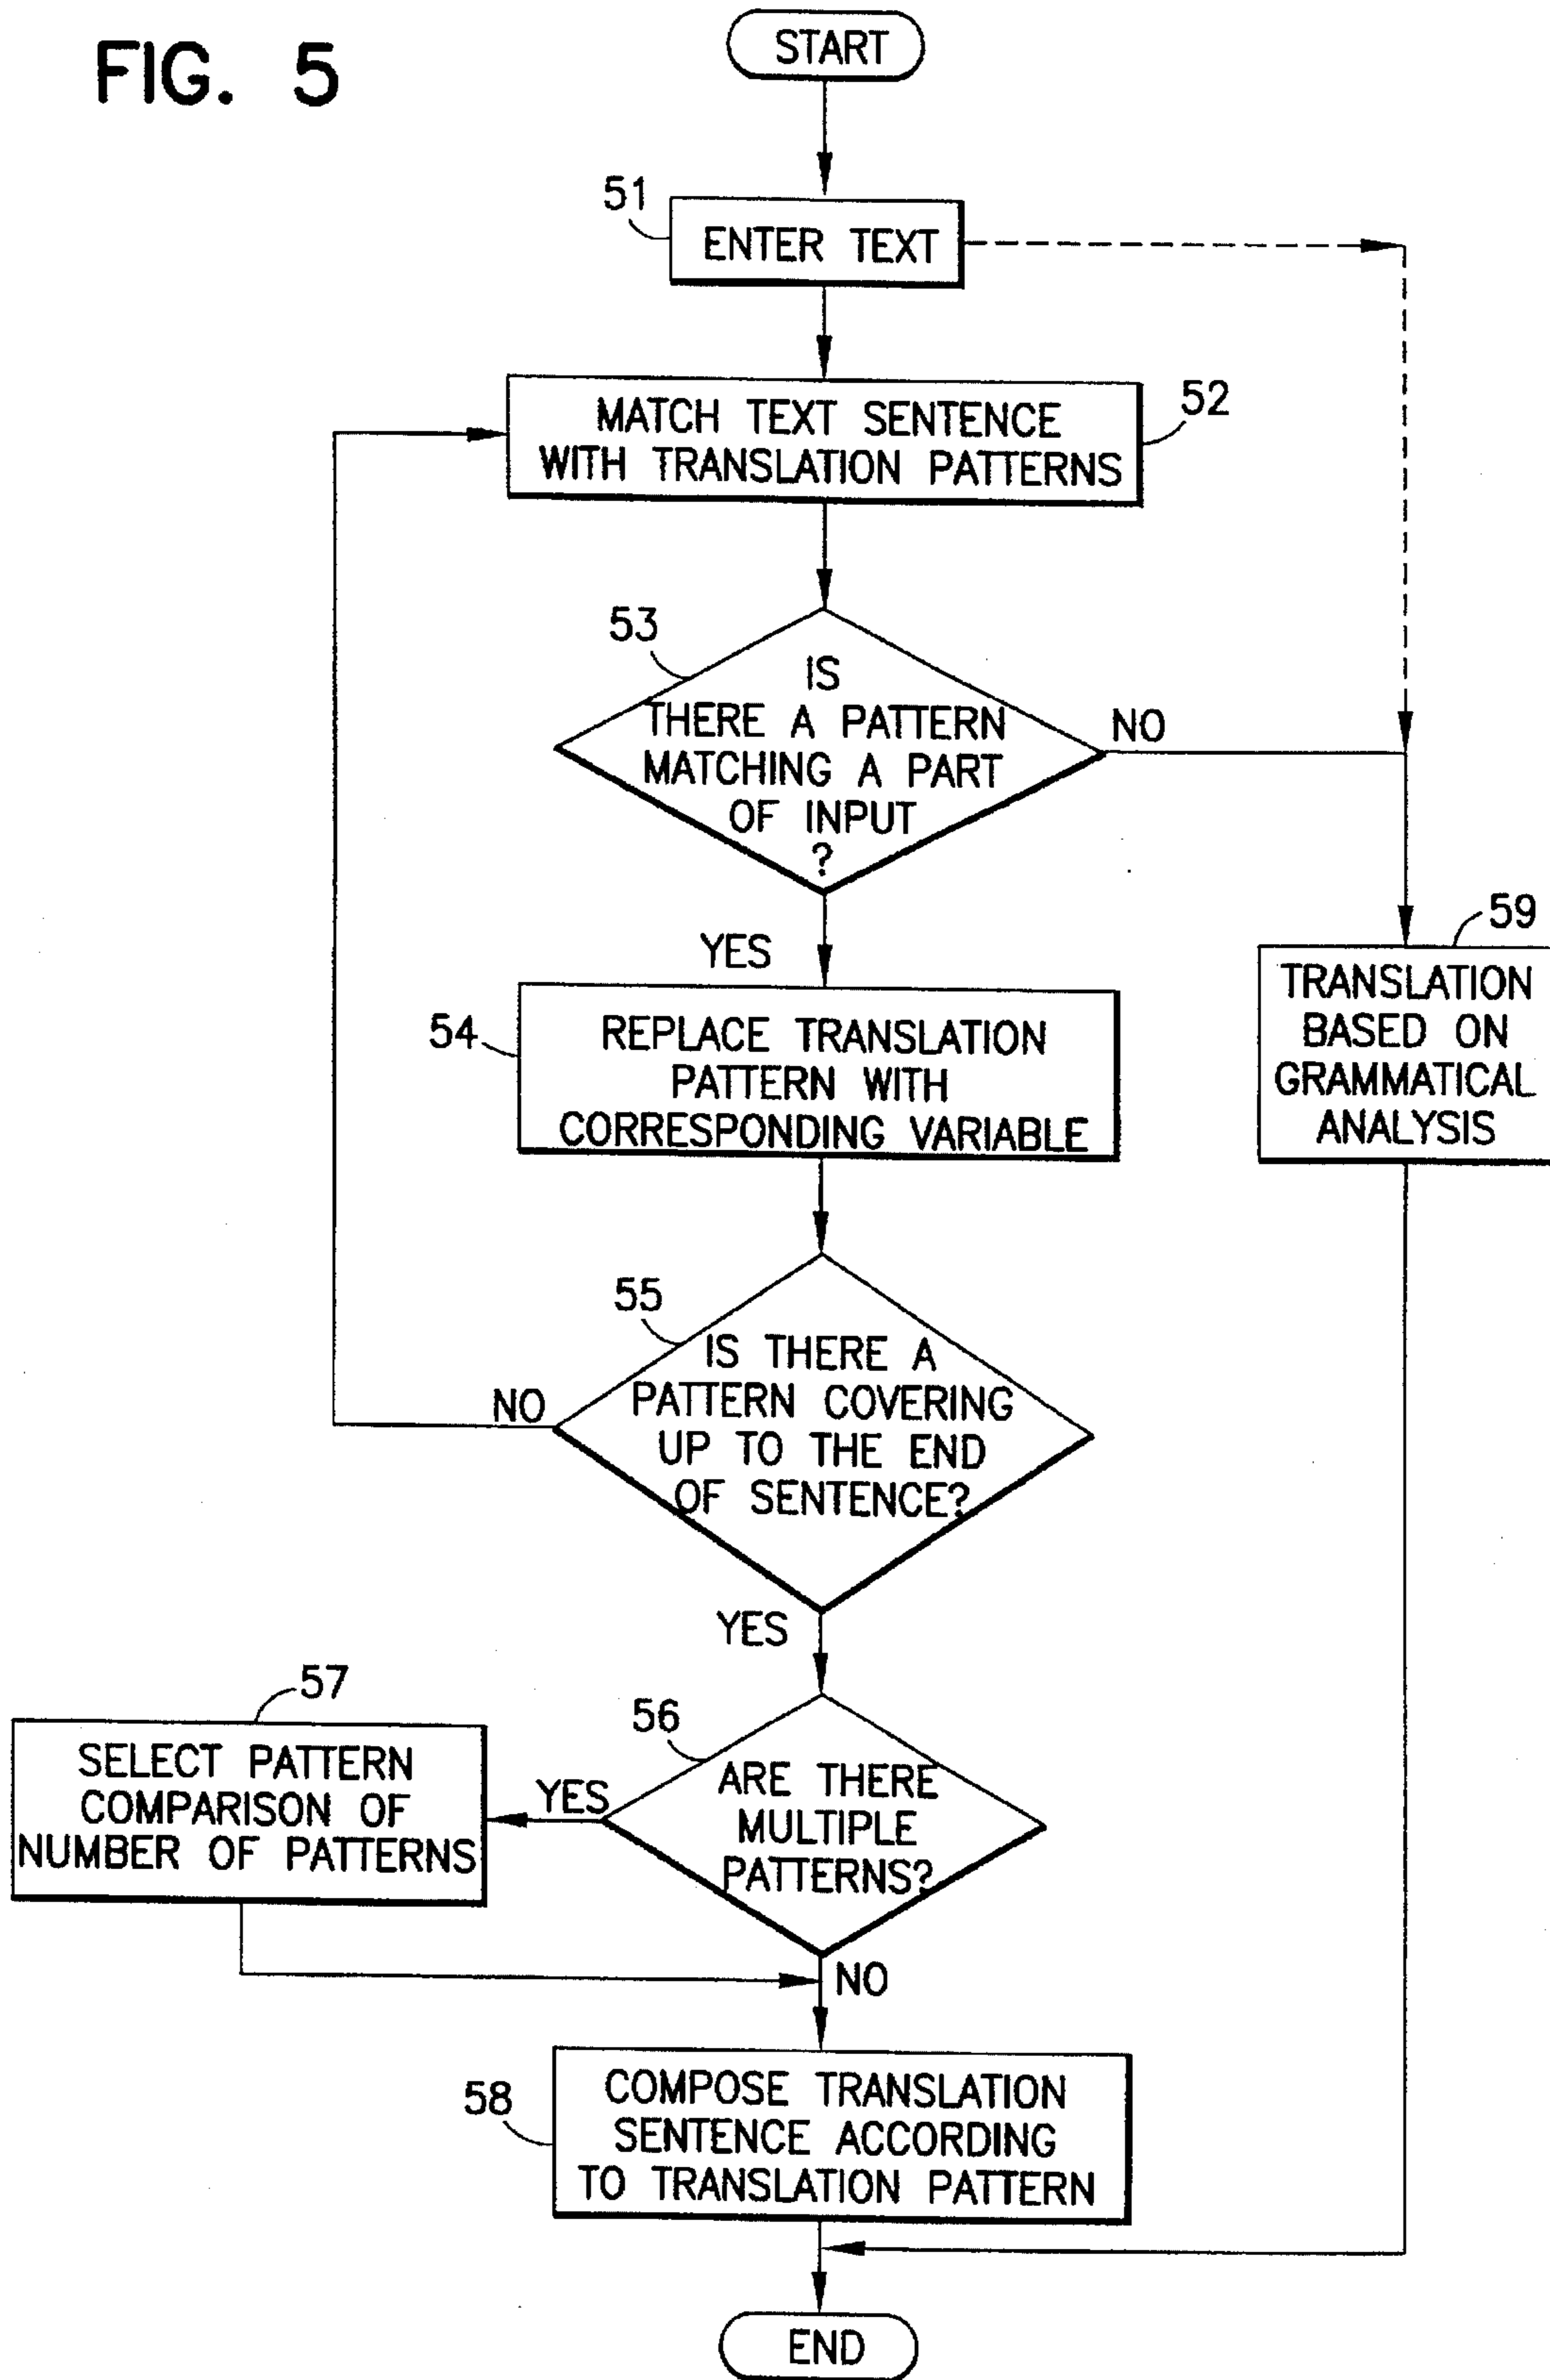 FIG. 5
START
51
ENTER TEXT
52
MATCH TEXT SENTENCE
WITH TRANSLATION PATTERNS
53
IS
THERE A PATTERN
MATCHING A PART
OF INPUT
?
NO
YES
59
TRANSLATION
BASED ON
GRAMMATICAL
ANALYSIS
54
REPLACE TRANSLATION
PATTERN WITH
CORRESPONDING VARIABLE
55
IS THERE A
PATTERN COVERING
UP TO THE END
OF SENTENCE?
NO
YES
57
SELECT PATTERN
COMPARISON OF
NUMBER OF PATTERNS
56
ARE THERE
MULTIPLE
PATTERNS?
YES
NO
58
COMPOSE TRANSLATION
SENTENCE ACCORDING
TO TRANSLATION PATTERN
END